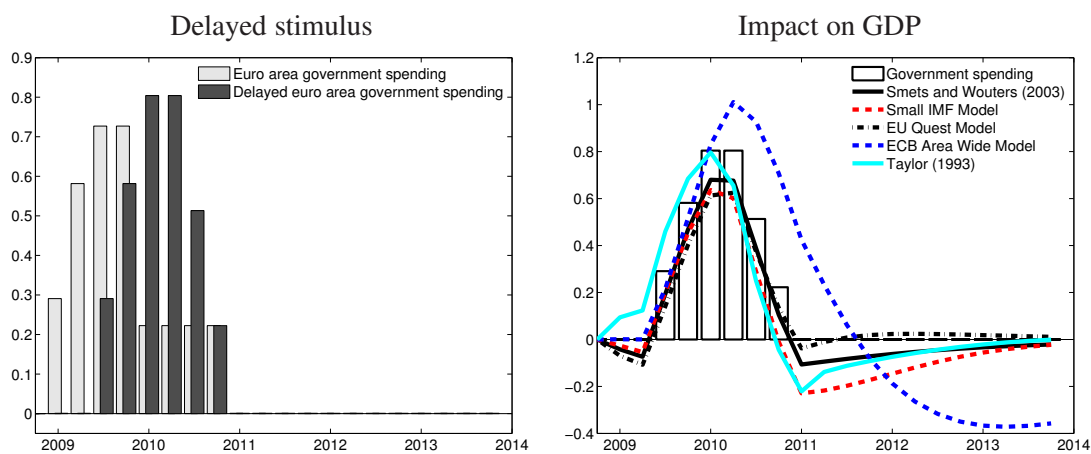 Delayed stimulus
0.9
0.8
0.7
0.6
0.5
0.4
0.3
0.2
0.1
0
Euro area government spending
Delayed euro area government spending
2009 2010 2011 2012 2013 2014
Impact on GDP
1.2
1
0.8
0.6
0.4
0.2
0
−0.2
−0.4
Government spending
Smets and Wouters (2003)
Small IMF Model
EU Quest Model
ECB Area Wide Model
Taylor (1993)
2009 2010 2011 2012 2013 2014